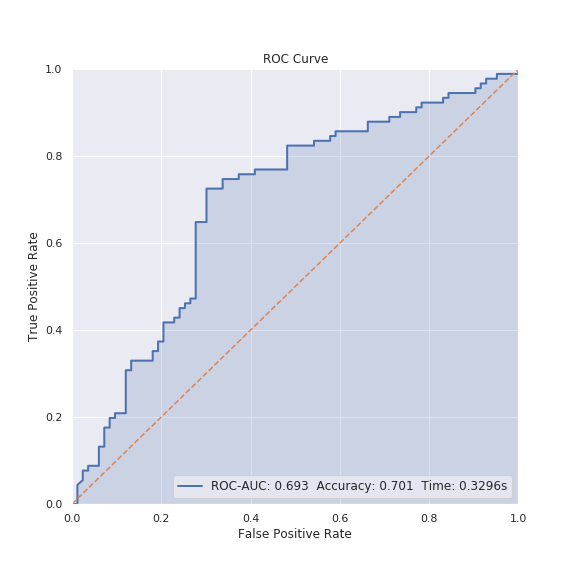 ROC Curve
1.0
0.8
0.6
0.4
0.2
0.0
True Positive Rate
ROC-AUC: 0.693  Accuracy: 0.701  Time: 0.3296s
0.0 0.2 0.4 0.6 0.8 1.0
False Positive Rate